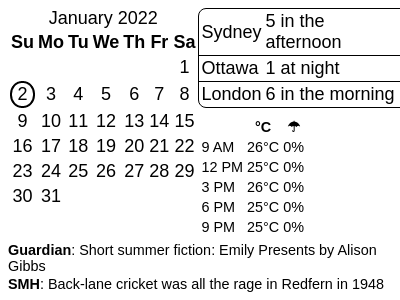 January 2022
Su Mo Tu We Th Fr Sa
1
2 3 4 5 6 7 8
9 10 11 12 13 14 15
16 17 18 19 20 21 22
23 24 25 26 27 28 29
30 31
Sydney 5 in the
afternoon
Ottawa 1 at night
London 6 in the morning
°C ☂
9 AM 26°C 0%
12 PM 25°C 0%
3 PM 26°C 0%
6 PM 25°C 0%
9 PM 25°C 0%
Guardian: Short summer fiction: Emily Presents by Alison
Gibbs
SMH: Back-lane cricket was all the rage in Redfern in 1948